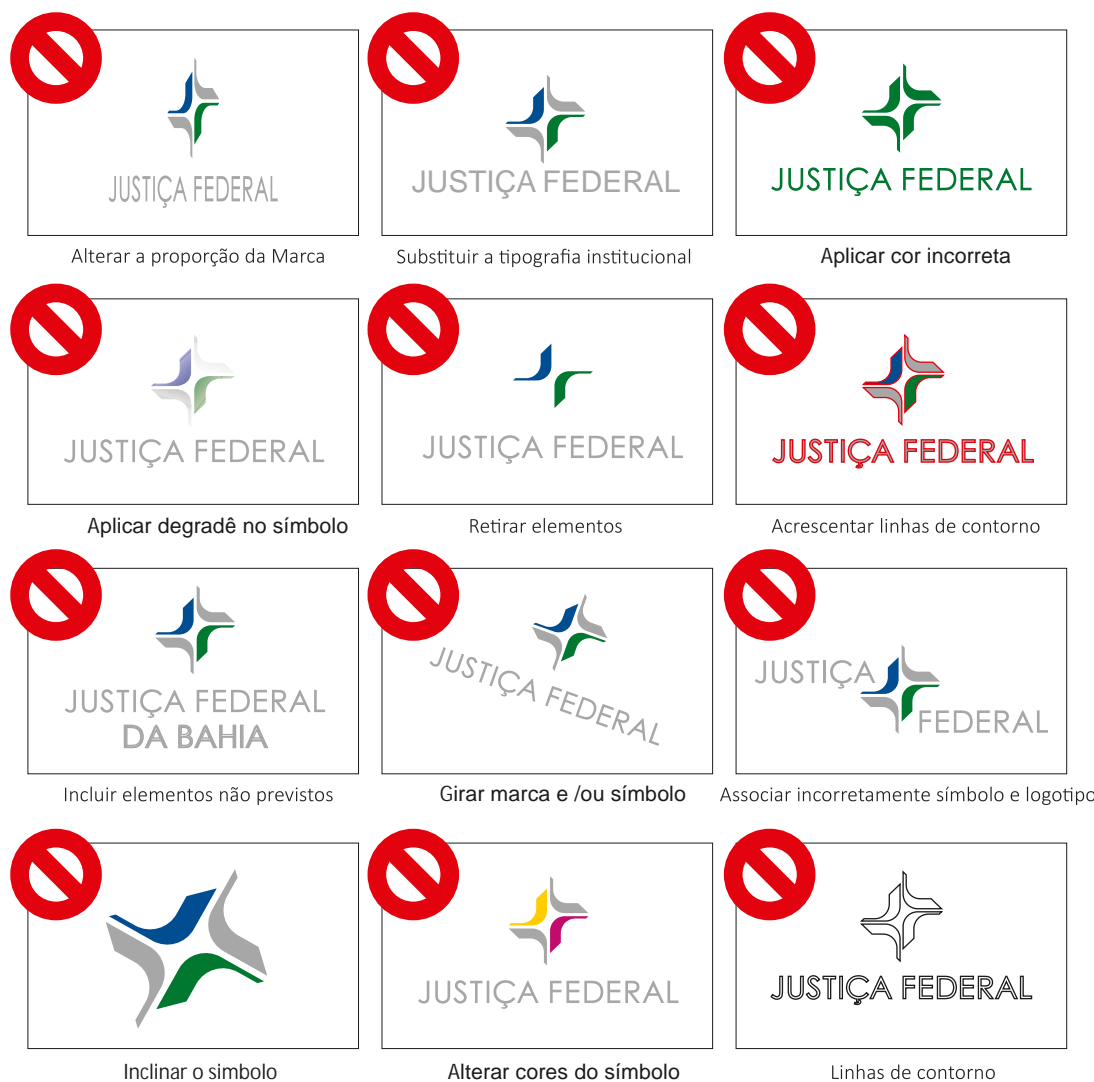 JUSTIÇA FEDERAL
Alterar a proporção da Marca
JUSTIÇA FEDERAL
Substituir a tipografia institucional
JUSTIÇA FEDERAL
Aplicar cor incorreta
JUSTIÇA FEDERAL
Aplicar degradê no símbolo
JUSTIÇA FEDERAL
Retirar elementos
JUSTIÇA FEDERAL
Acrescentar linhas de contorno
JUSTIÇA FEDERAL
DA BAHIA
Incluir elementos não previstos
JUSTIÇA FEDERAL
Girar marca e /ou símbolo
JUSTIÇA
FEDERAL
Associar incorretamente símbolo e logotipo
Inclinar o simbolo
JUSTIÇA FEDERAL
Alterar cores do símbolo
JUSTIÇA FEDERAL
Linhas de contorno